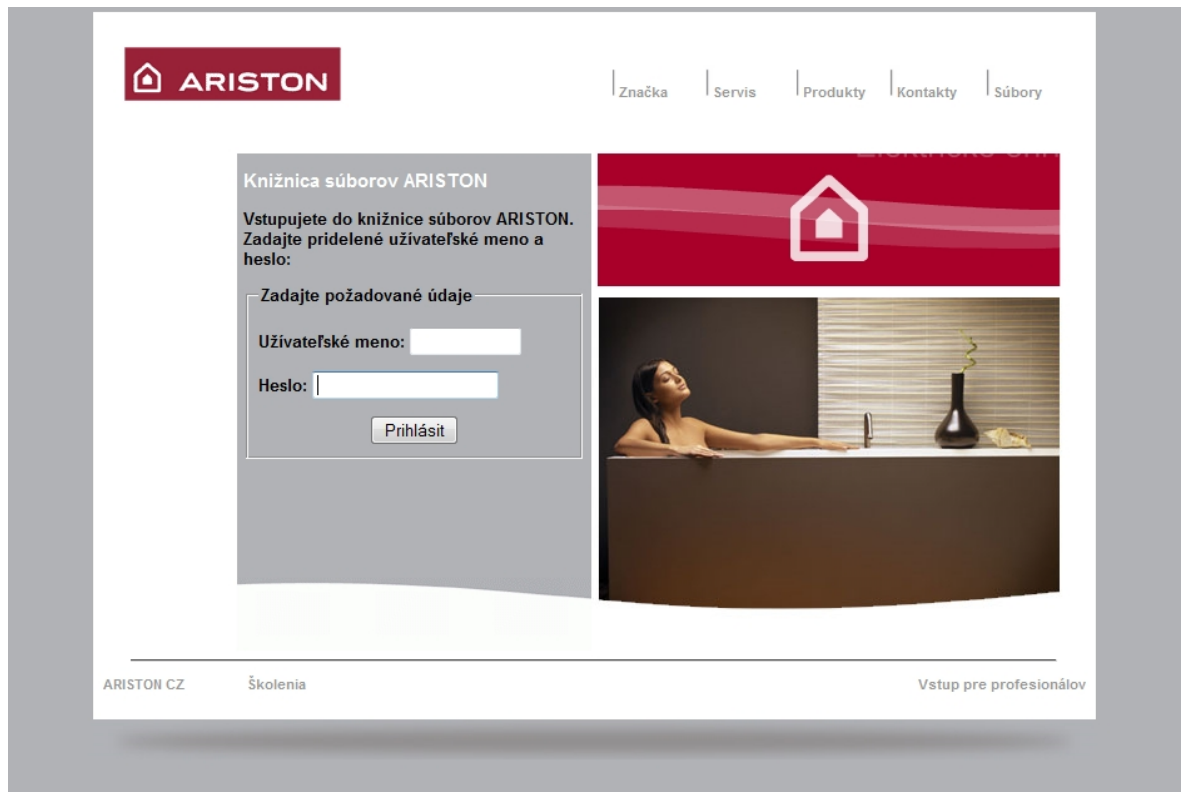 ARISTON
Značka Servis Produkty Kontakty Súbory
Knižnica súborov ARISTON
Vstupujete do knižnice súborov ARISTON.
Zadajte pridelené užívateľské meno a
heslo:
Zadajte požadované údaje
Užívateľské meno:
Heslo:
Prihlásit
ARISTON CZ Školenia Vstup pre profesionálov